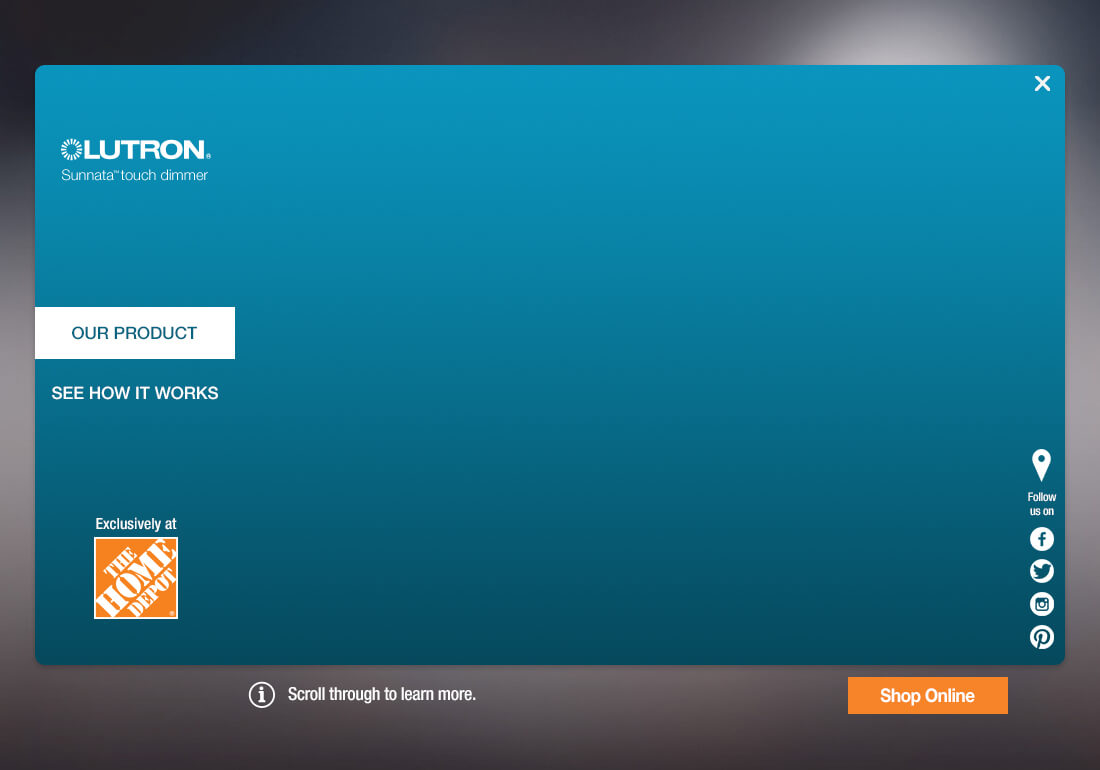 LUTRON®
Sunnata™ touch dimmer
OUR PRODUCT
SEE HOW IT WORKS
Exclusively at
THE
HOME
DEPOT
®
Follow
us on
Scroll through to learn more.
Shop Online